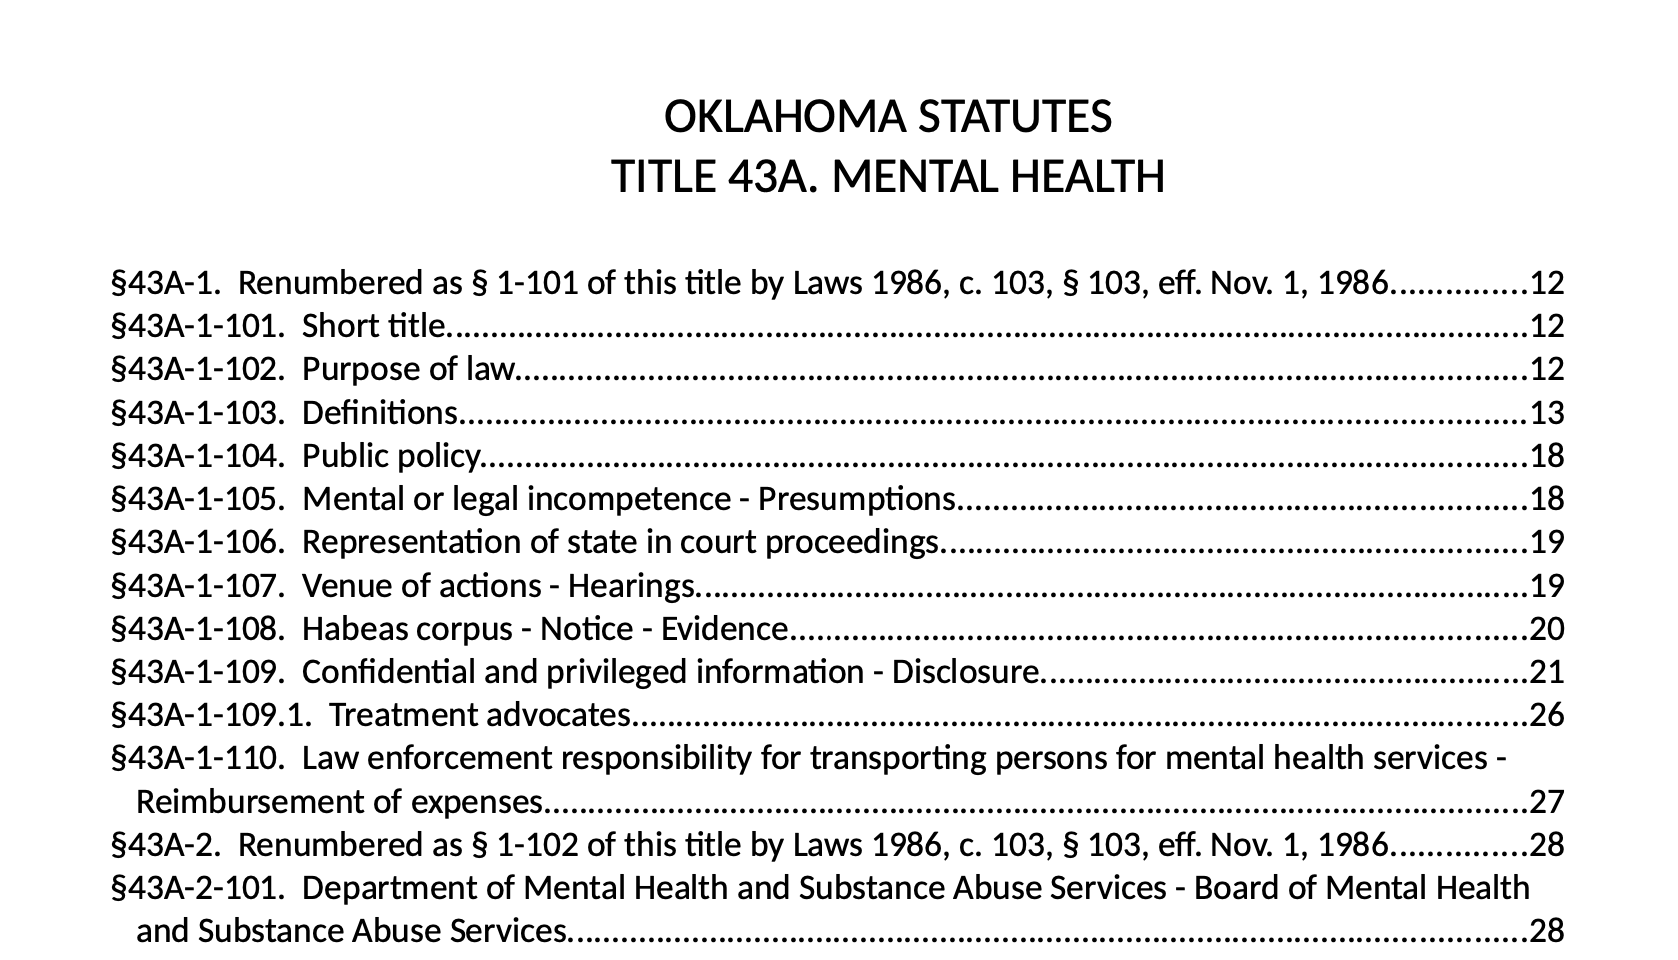 OKLAHOMA STATUTES
TITLE 43A. MENTAL HEALTH
§43A-1.  Renumbered as § 1-101 of this title by Laws 1986, c. 103, § 103, eff. Nov. 1, 1986..............12
§43A-1-101.  Short title..............................................................................................................12
§43A-1-102.  Purpose of law......................................................................................................12
§43A-1-103.  Definitions............................................................................................................13
§43A-1-104.  Public policy..........................................................................................................18
§43A-1-105.  Mental or legal incompetence - Presumptions..........................................................18
§43A-1-106.  Representation of state in court proceedings...........................................................19
§43A-1-107.  Venue of actions - Hearings....................................................................................19
§43A-1-108.  Habeas corpus - Notice - Evidence...........................................................................20
§43A-1-109.  Confidential and privileged information - Disclosure..................................................21
§43A-1-109.1.  Treatment advocates...........................................................................................26
§43A-1-110.  Law enforcement responsibility for transporting persons for mental health services -
Reimbursement of expenses......................................................................................................27
§43A-2.  Renumbered as § 1-102 of this title by Laws 1986, c. 103, § 103, eff. Nov. 1, 1986..............28
§43A-2-101.  Department of Mental Health and Substance Abuse Services - Board of Mental Health
and Substance Abuse Services...................................................................................................28